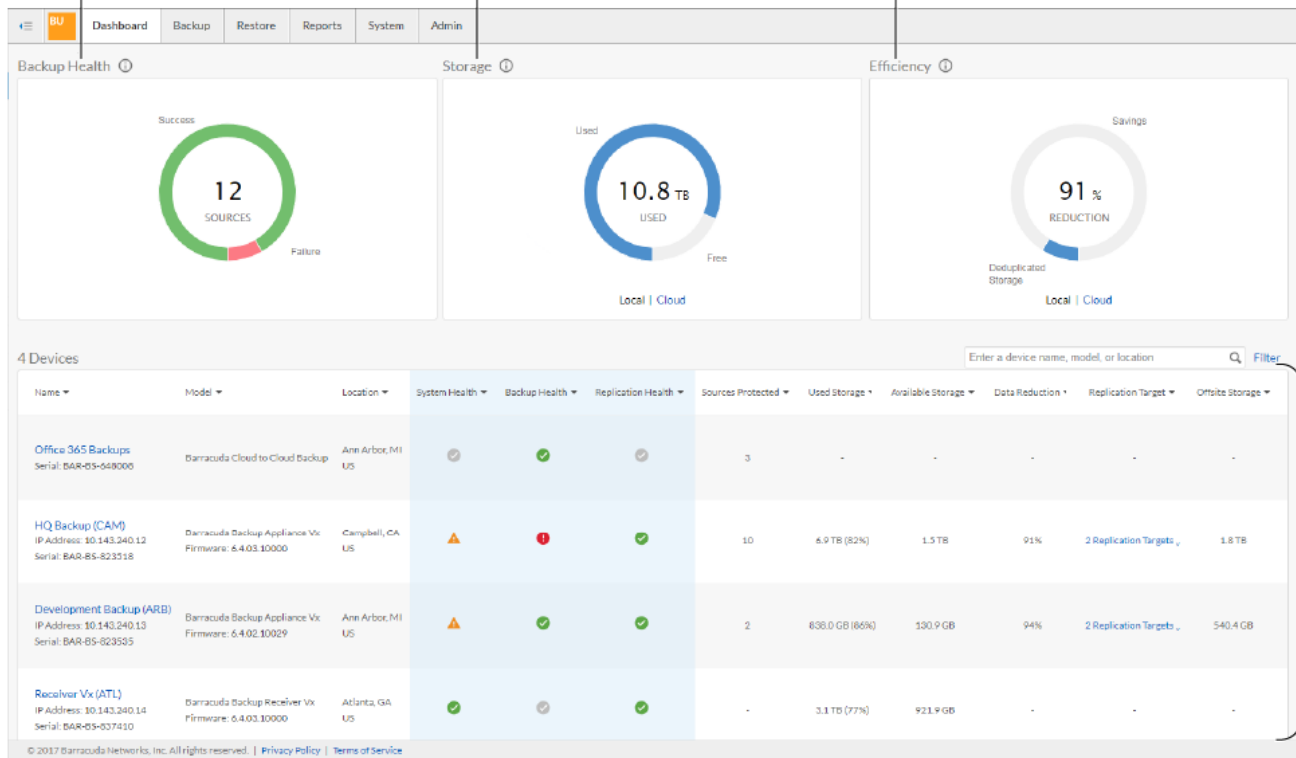 BU
Dashboard Backup Restore Reports System Admin
Backup Health
Storage
Efficiency
Success
12
SOURCES
Failure
Used
10.8 TB
USED
Free
Local | Cloud
Savings
91 %
REDUCTION
Deduplicated
Storage
Local | Cloud
4 Devices
Enter a device name, model, or location
Filter
Name Model Location System Health Backup Health Replication Health Sources Protected Used Storage Available Storage Data Reduction Replication Target Offsite Storage
Office 365 Backups
Serial: BAR-BS-648008
Barracuda Cloud to Cloud Backup
Ann Arbor, MI
US
3 - - - - -
HQ Backup (CAM)
IP Address: 10.143.240.12
Serial: BAR-BS-823518
Barracuda Backup Appliance Vx
Firmware: 6.4.03.10000
Campbell, CA
US
10 6.9 TB (82%) 1.5 TB 91% 2 Replication Targets 1.8 TB
Development Backup (ARB)
IP Address: 10.143.240.13
Serial: BAR-BS-823535
Barracuda Backup Appliance Vx
Firmware: 6.4.02.10029
Ann Arbor, MI
US
2 838.0 GB (86%) 130.9 GB 94% 2 Replication Targets 540.4 GB
Receiver Vx (ATL)
IP Address: 10.143.240.14
Serial: BAR-BS-837410
Barracuda Backup Receiver Vx
Firmware: 6.4.03.10000
Atlanta, GA
US
- 3.1 TB (77%) 921.9 GB - - -
© 2017 Barracuda Networks, Inc. All rights reserved. | Privacy Policy | Terms of Service